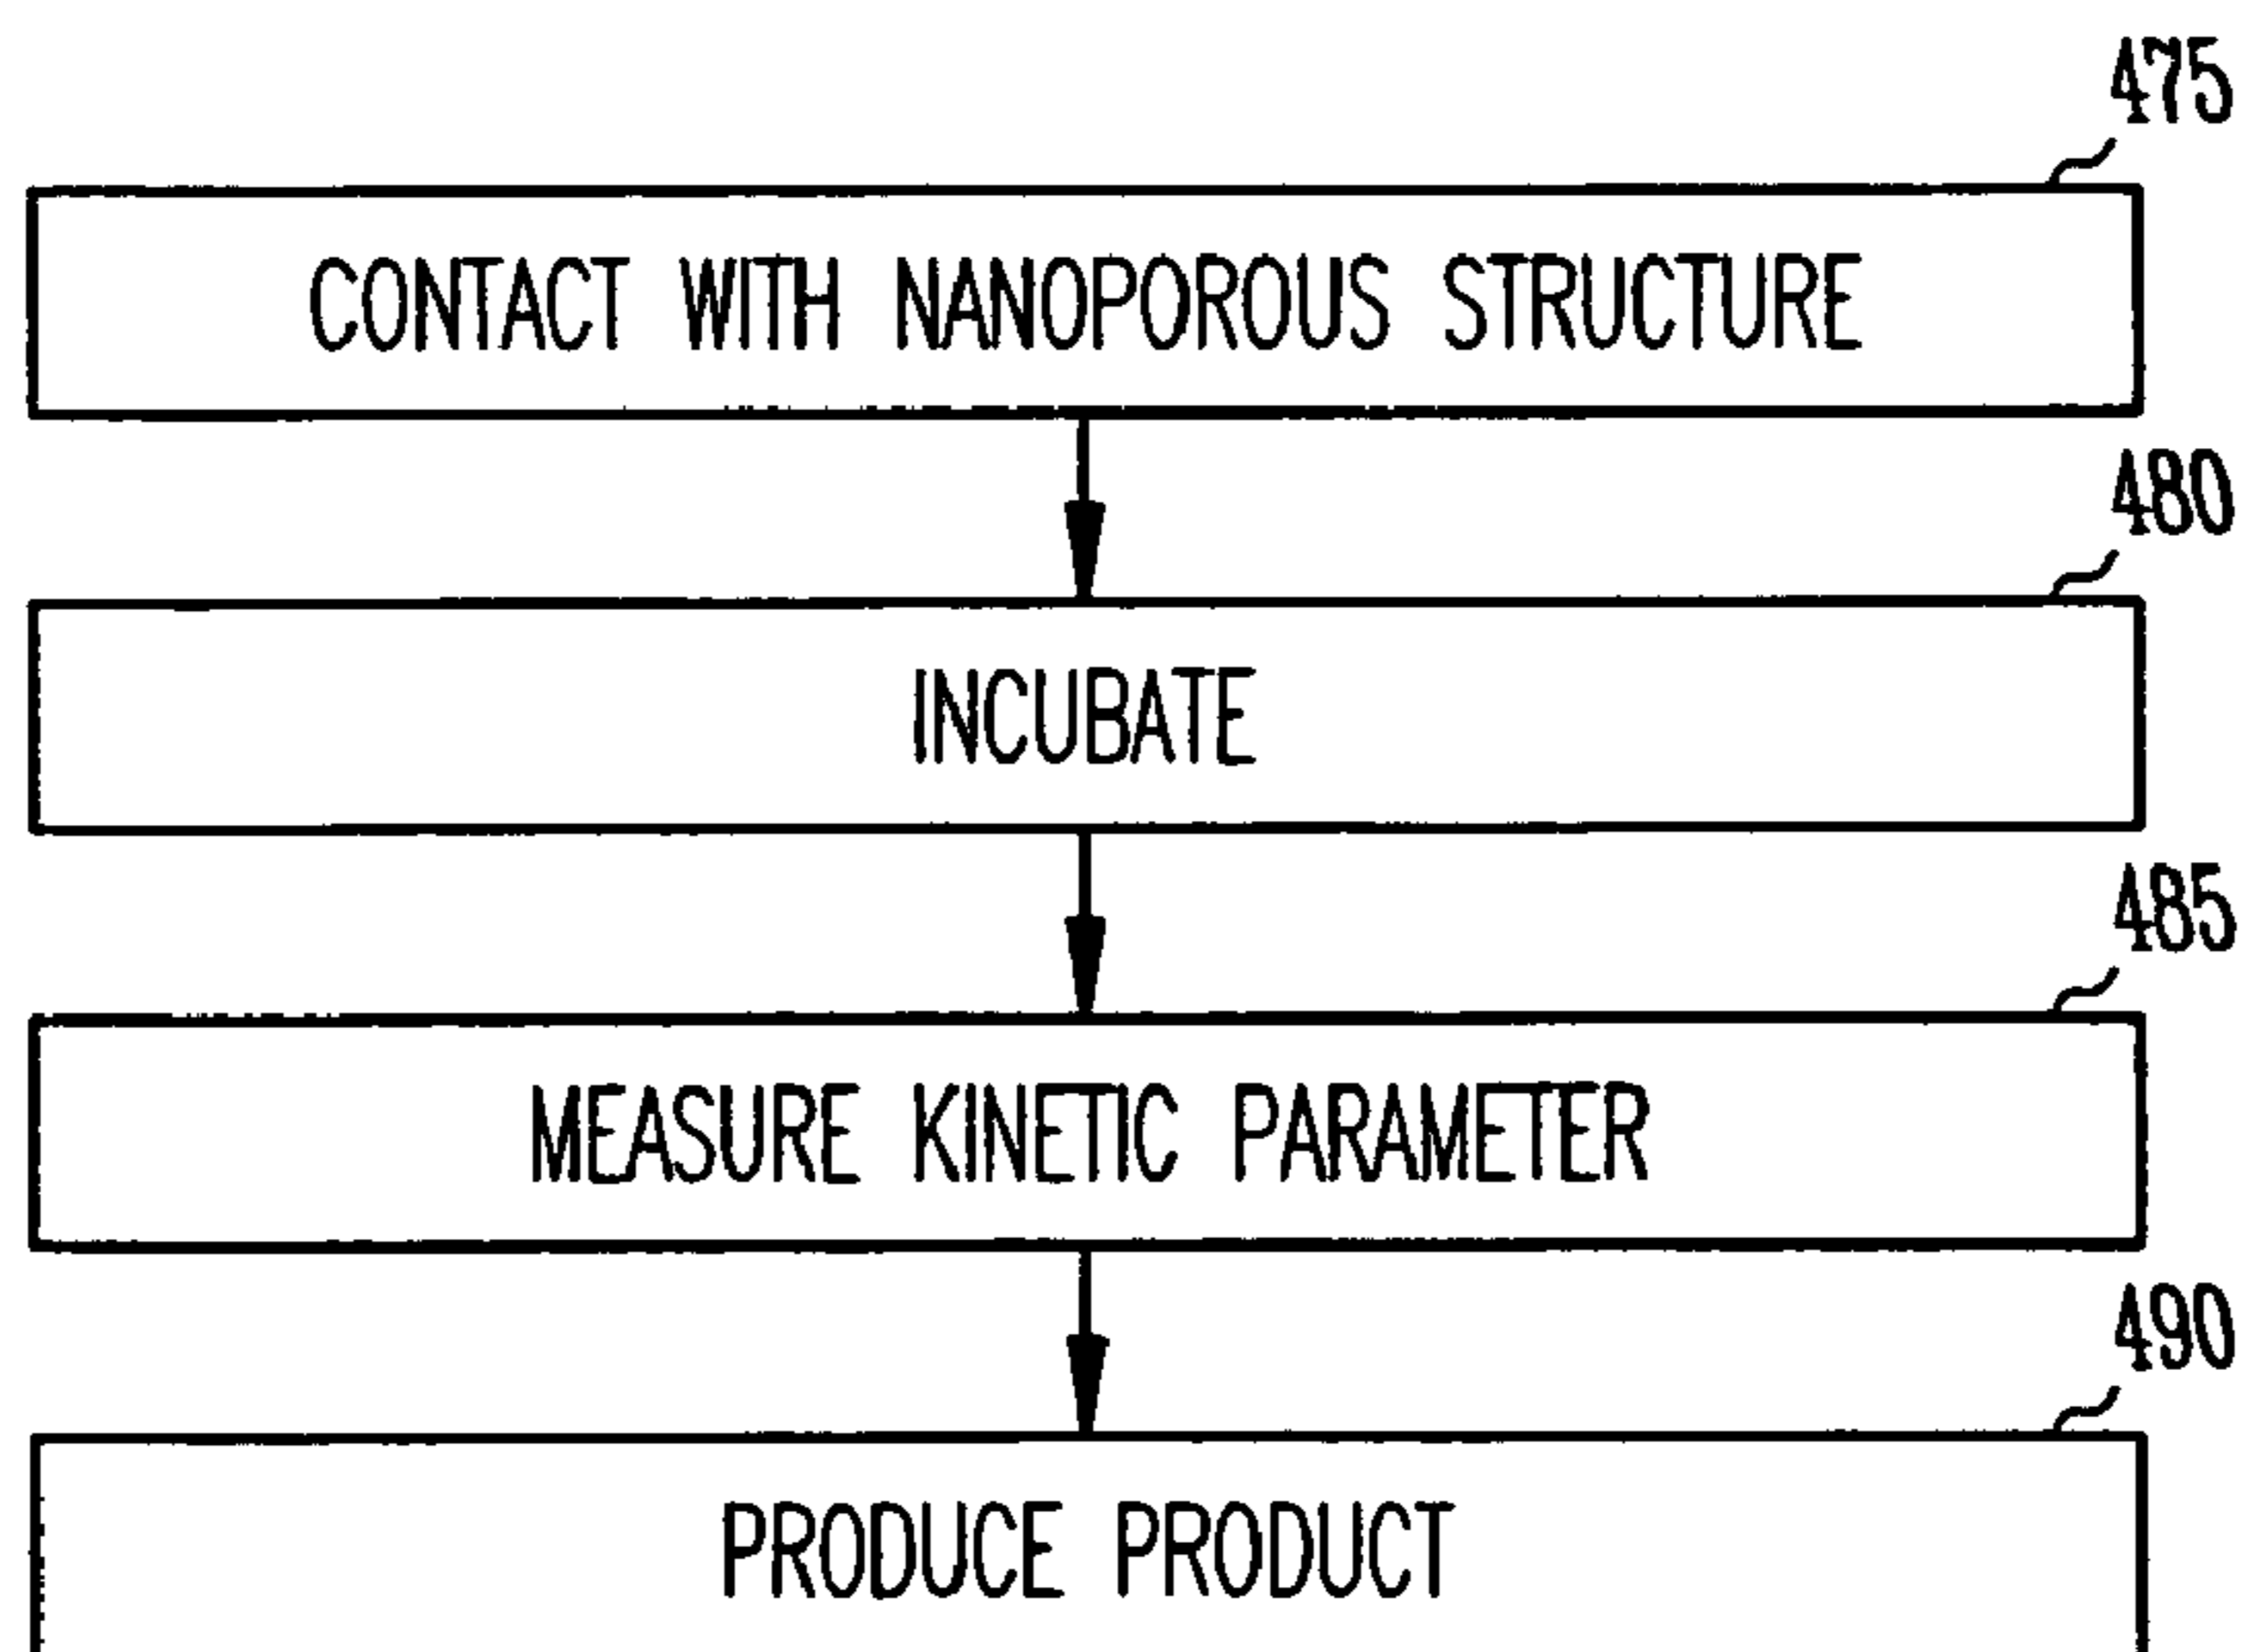 475
CONTACT WITH NANOPOROUS STRUCTURE
480
INCUBATE
485
MEASURE KINETIC PARAMETER
490
PRODUCE PRODUCT